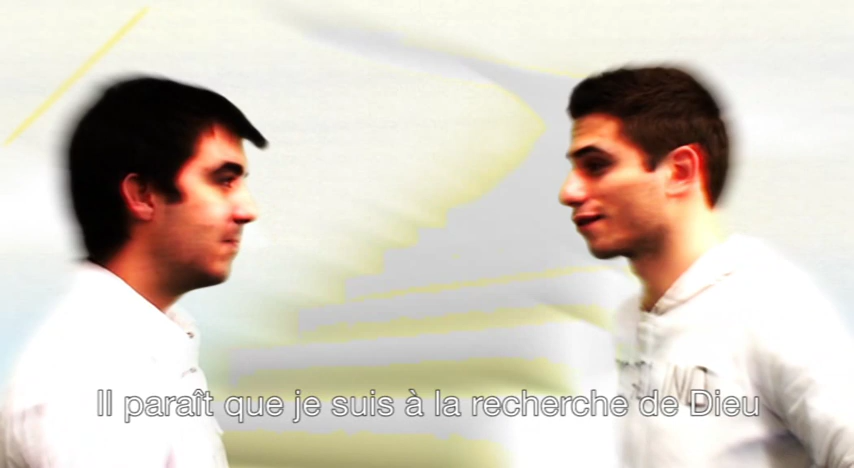 Il paraît que je suis à la recherche de Dieu